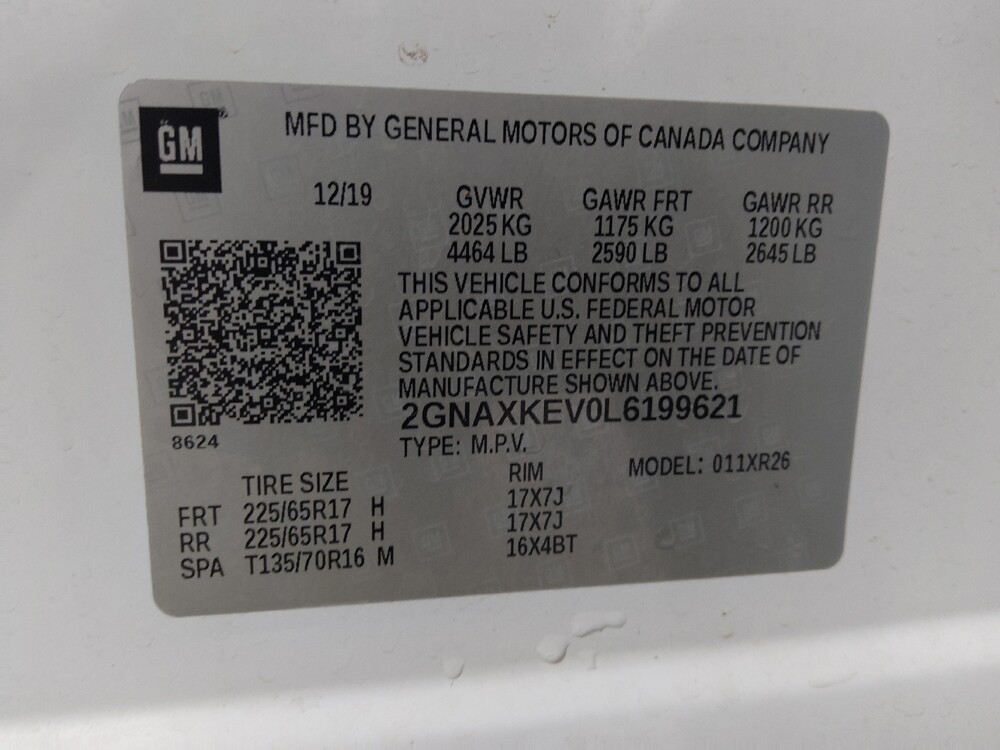 GM
MFD BY GENERAL MOTORS OF CANADA COMPANY
12/19 GVWR GAWR FRT GAWR RR
2025 KG 1175 KG 1200 KG
4464 LB 2590 LB 2645 LB
THIS VEHICLE CONFORMS TO ALL
APPLICABLE U.S. FEDERAL MOTOR
VEHICLE SAFETY AND THEFT PREVENTION
STANDARDS IN EFFECT ON THE DATE OF
MANUFACTURE SHOWN ABOVE.
2GNAXKEV0L6199621
8624
TYPE: M.P.V. MODEL: 011XR26
TIRE SIZE RIM
FRT 225/65R17 H 17X7J
RR 225/65R17 H 17X7J
SPA T135/70R16 M 16X4BT